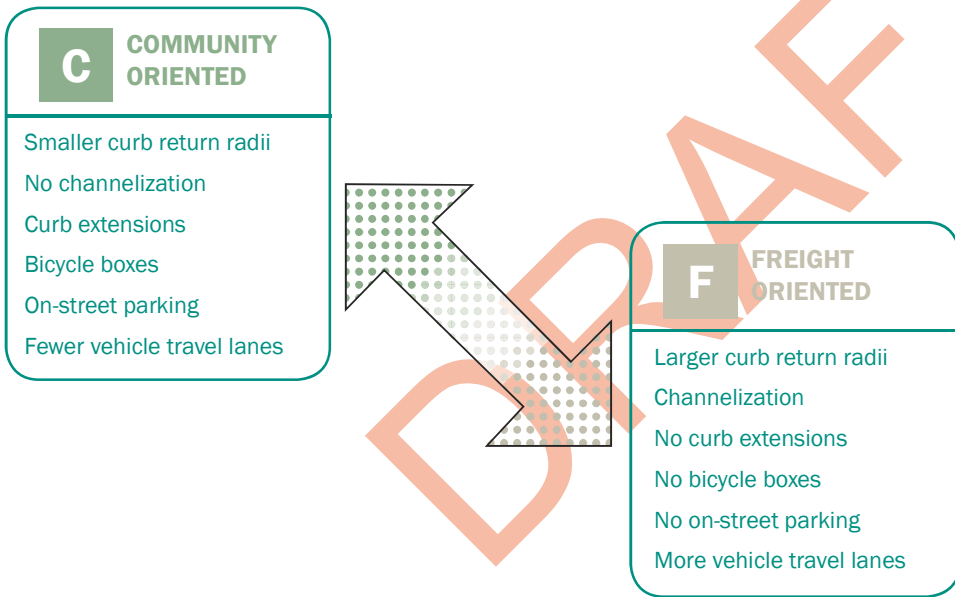 C
COMMUNITY
ORIENTED
Smaller curb return radii
No channelization
Curb extensions
Bicycle boxes
On-street parking
Fewer vehicle travel lanes
F
FREIGHT
ORIENTED
Larger curb return radii
Channelization
No curb extensions
No bicycle boxes
No on-street parking
More vehicle travel lanes
DRAF